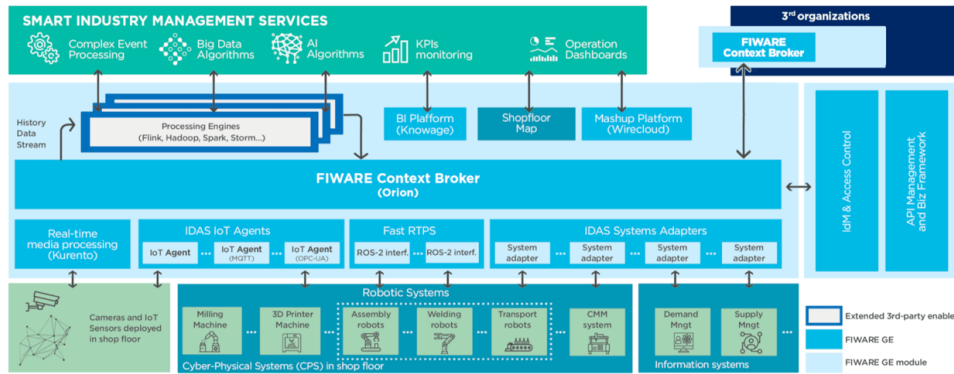 SMART INDUSTRY MANAGEMENT SERVICES
Complex Event
Processing
Big Data
Algorithms
AI
Algorithms
KPIs
monitoring
Operation
Dashboards
3rd organizations
FIWARE
Context Broker
History
Data
Stream
Processing Engines
(Flink, Hadoop, Spark, Storm...)
BI Platform
(Knowage)
Shopfloor
Map
Mashup Platform
(Wirecloud)
FIWARE Context Broker
(Orion)
IdM & Access Control
API Management
and Biz Framework
Real-time
media processing
(Kurento)
IDAS IoT Agents
IoT Agent
...
IoT Agent
(MQTT)
...
IoT Agent
(OPC-UA)
Fast RTPS
ROS-2 interf.
...
ROS-2 interf.
IDAS Systems Adapters
System
adapter
...
System
adapter
...
System
adapter
...
System
adapter
Cameras and IoT
Sensors deployed
in shop floor
Robotic Systems
Milling
Machine
...
3D Printer
Machine
...
Assembly
robots
...
Welding
robots
...
Transport
robots
...
CMM
system
...
Cyber-Physical Systems (CPS) in shop floor
Demand
Mngt
...
Supply
Mngt
...
Information systems
Extended 3rd-party enable
FIWARE GE
FIWARE GE module